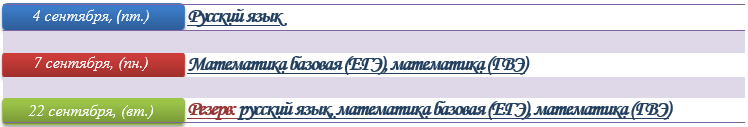 4 сентября, (пт.) Русский язык
7 сентября, (пн.) Математика базовая (ЕГЭ), математика (ГВЭ)
22 сентября, (вт.) Резерв: русский язык, математика базовая (ЕГЭ), математика (ГВЭ)